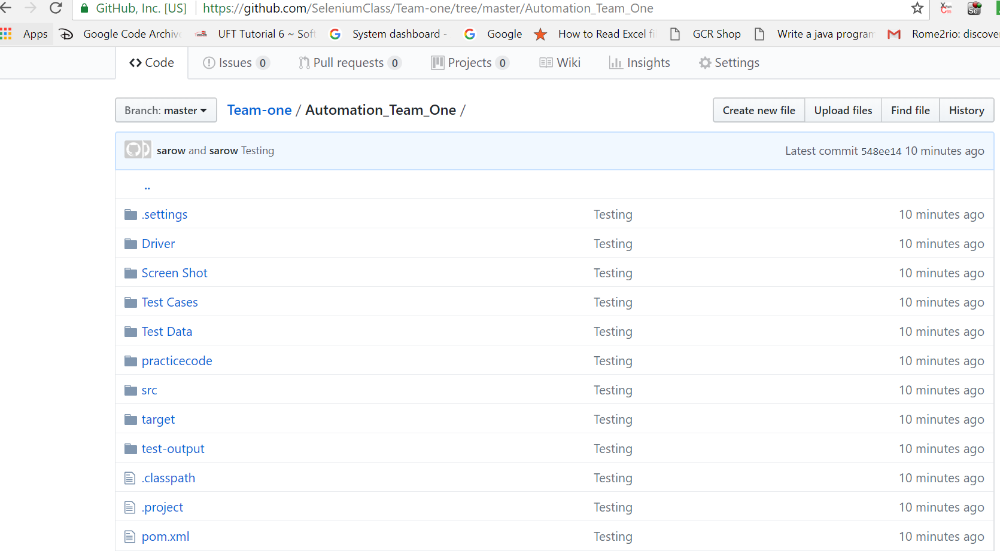 GitHub, Inc. [US] https://github.com/SeleniumClass/Team-one/tree/master/Automation_Team_One
Apps Google Code Archive UFT Tutorial 6 ~ Soft System dashboard - Google How to Read Excel fi GCR Shop Write a java program Rome2rio: discover
Code Issues 0 Pull requests 0 Projects 0 Wiki Insights Settings
Branch: master Team-one / Automation_Team_One / Create new file Upload files Find file History
sarow and sarow Testing Latest commit 548ee14 10 minutes ago
..
.settings Testing 10 minutes ago
Driver Testing 10 minutes ago
Screen Shot Testing 10 minutes ago
Test Cases Testing 10 minutes ago
Test Data Testing 10 minutes ago
practicecode Testing 10 minutes ago
src Testing 10 minutes ago
target Testing 10 minutes ago
test-output Testing 10 minutes ago
.classpath Testing 10 minutes ago
.project Testing 10 minutes ago
pom.xml Testing 10 minutes ago